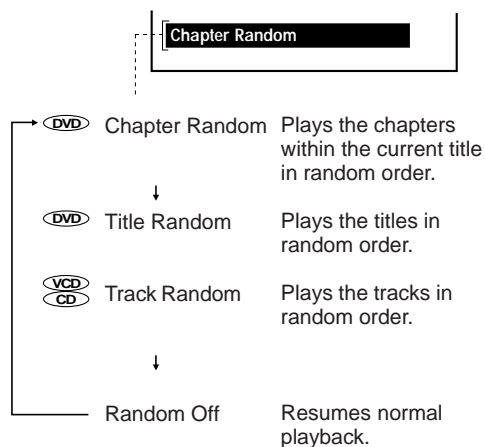 Chapter Random
DVD Chapter Random Plays the chapters
within the current title
in random order.
DVD Title Random Plays the titles in
random order.
VCD
CD
Track Random Plays the tracks in
random order.
Random Off Resumes normal
playback.